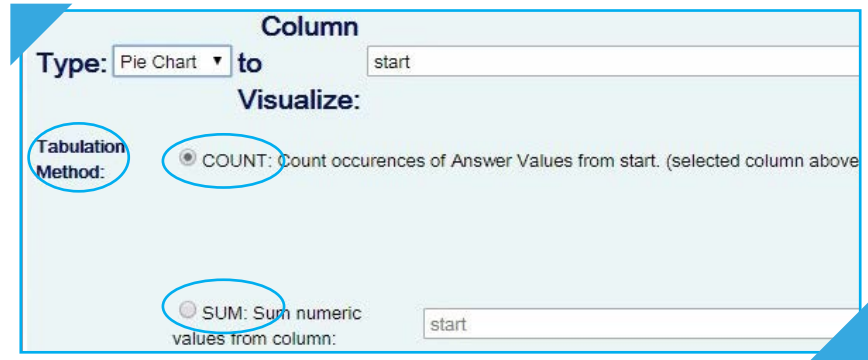 Column
Type: Pie Chart to start
Visualize:
Tabulation
Method:
COUNT: Count occurences of Answer Values from start. (selected column above
SUM: Sum numeric
values from column:
start